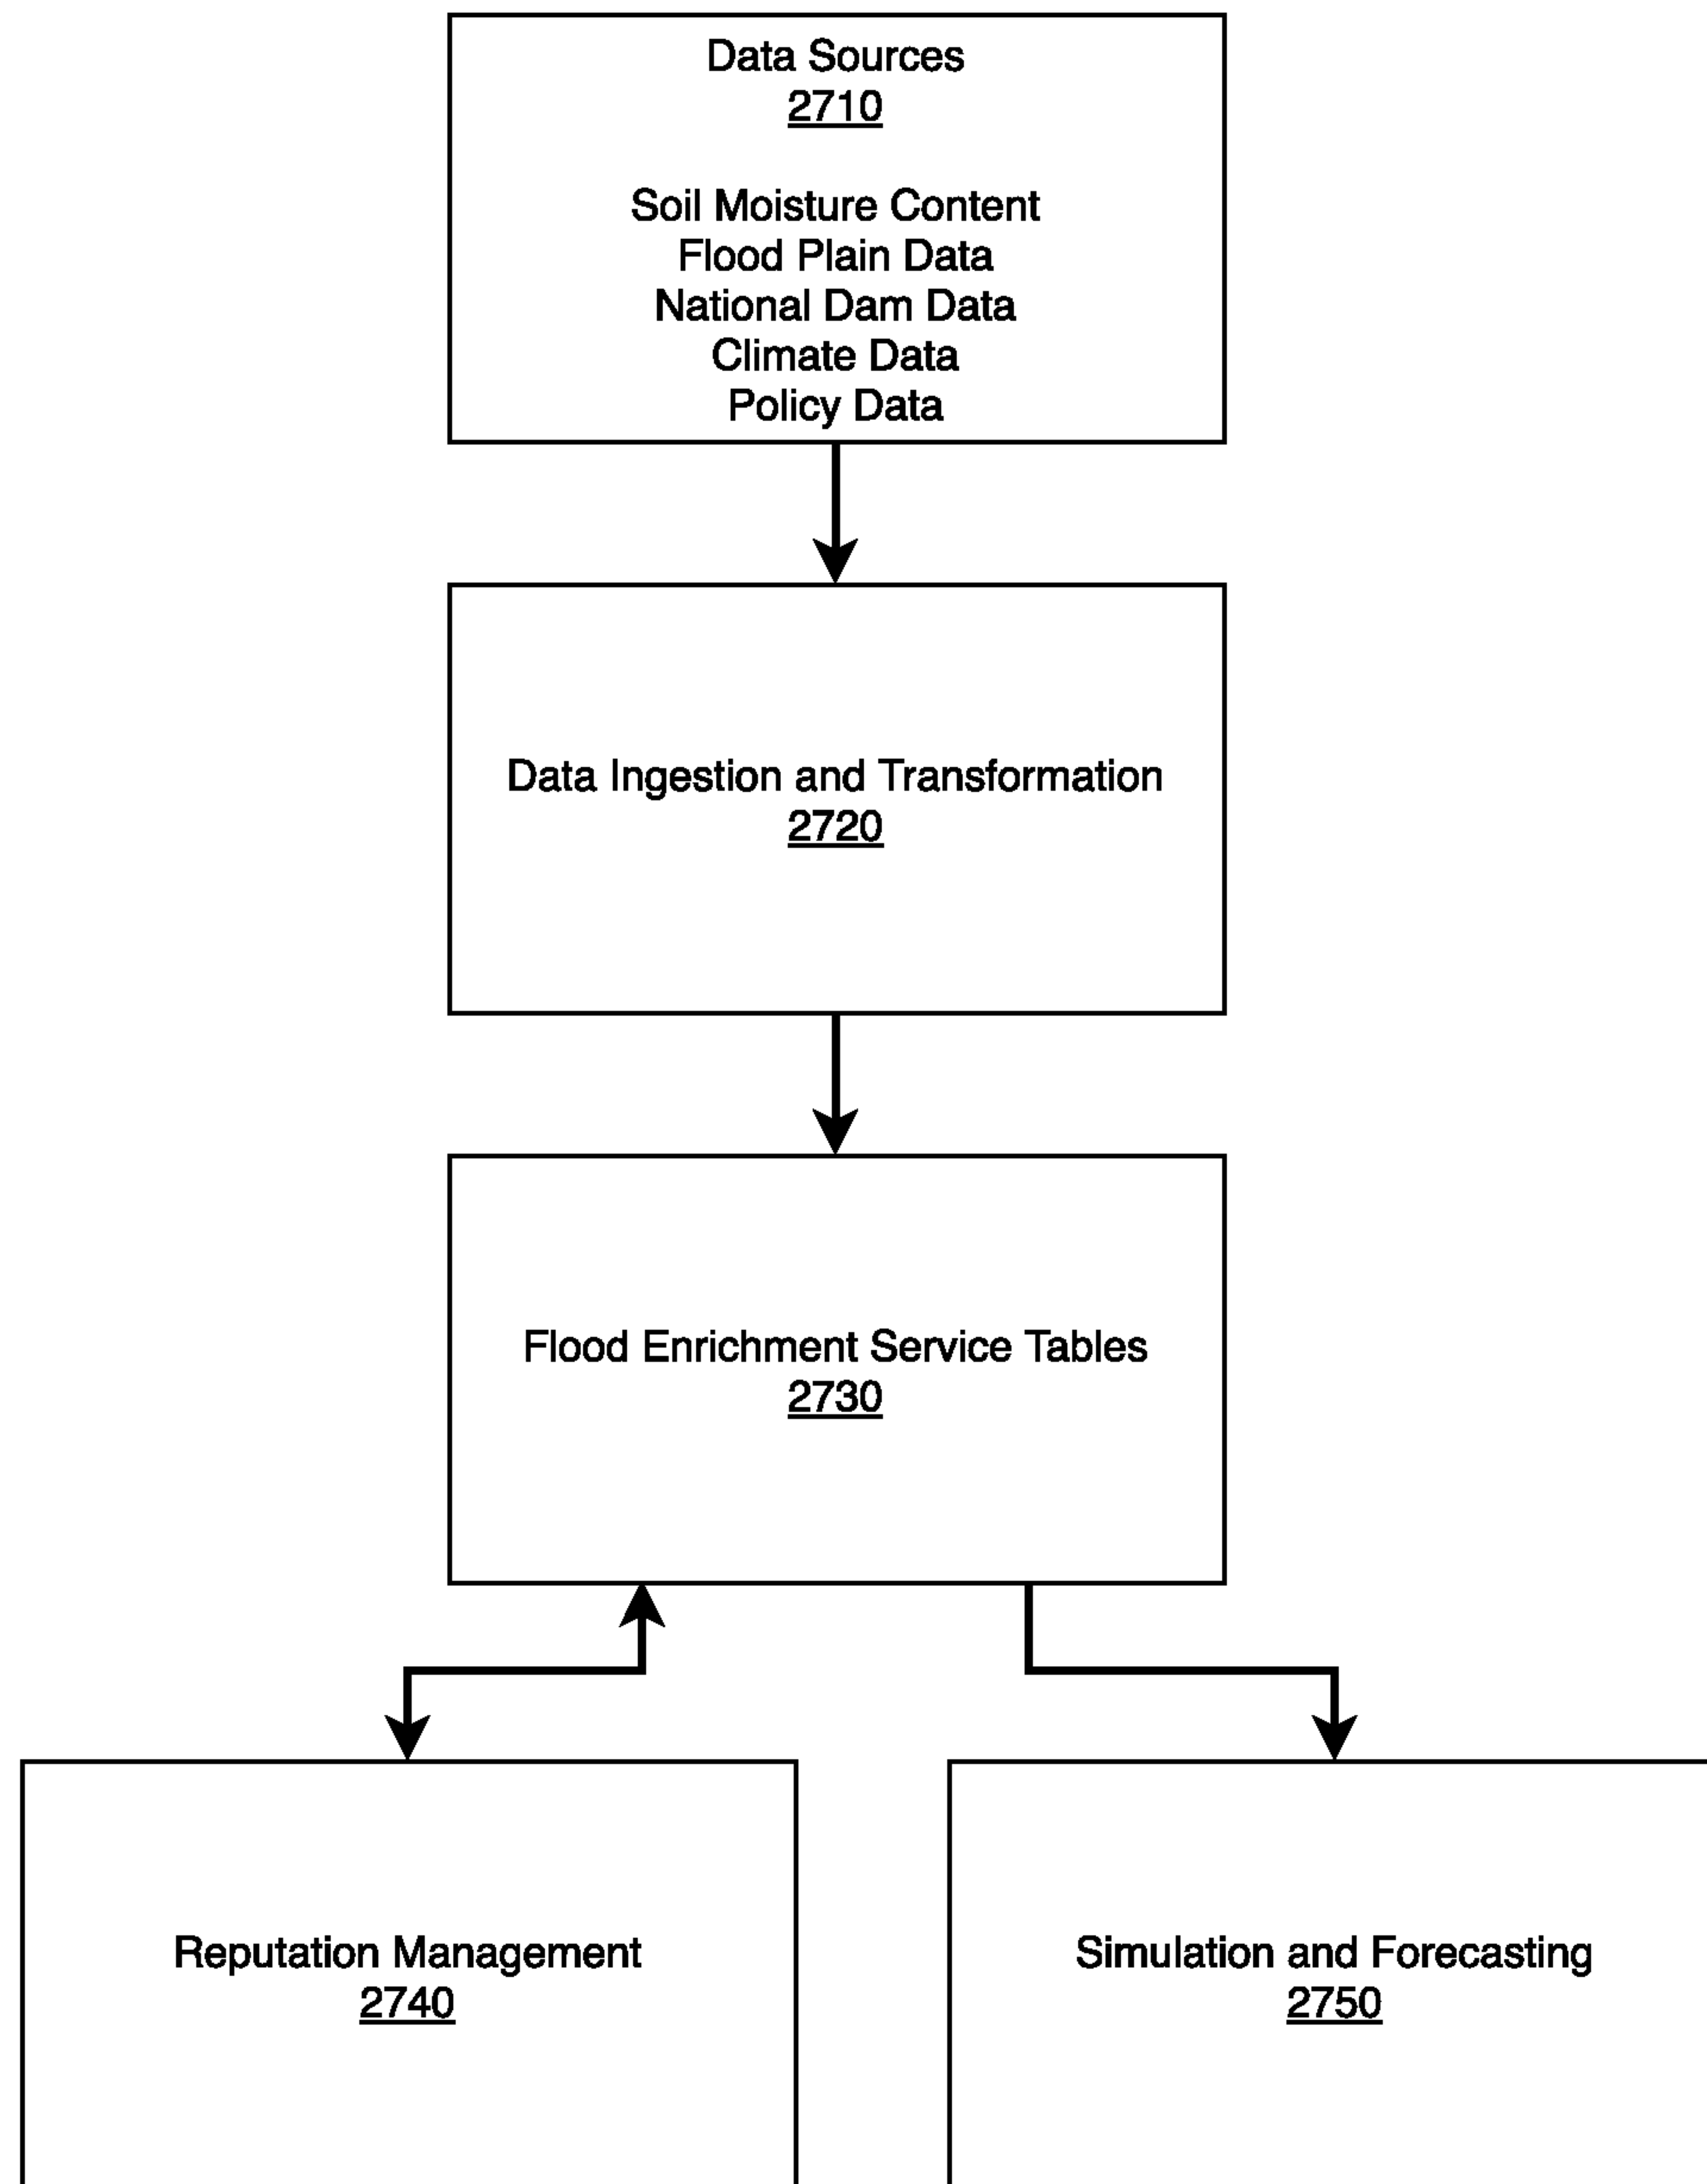 Data Sources
2710
Soil Moisture Content
Flood Plain Data
National Dam Data
Climate Data
Policy Data
Data Ingestion and Transformation
2720
Flood Enrichment Service Tables
2730
Reputation Management
2740
Simulation and Forecasting
2750